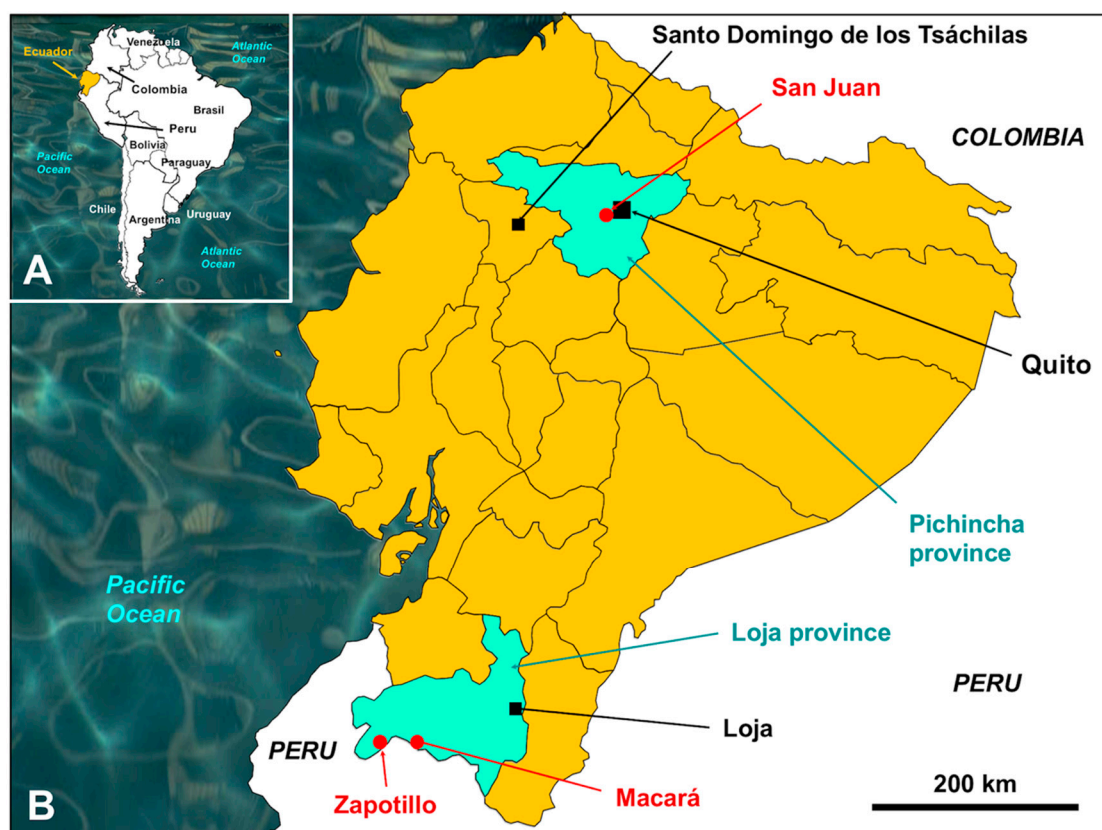 Venezuela
Atlantic
Ocean
Ecuador
Colombia
Brasil
Peru
Bolivia
Pacific
Ocean
Paraguay
Chile
Argentina
Uruguay
Atlantic
Ocean
A
Santo Domingo de los Tsáchilas
San Juan
COLOMBIA
Quito
Pichincha
province
Pacific
Ocean
Loja province
PERU
Loja
PERU
Zapotillo
Macará
200 km
B